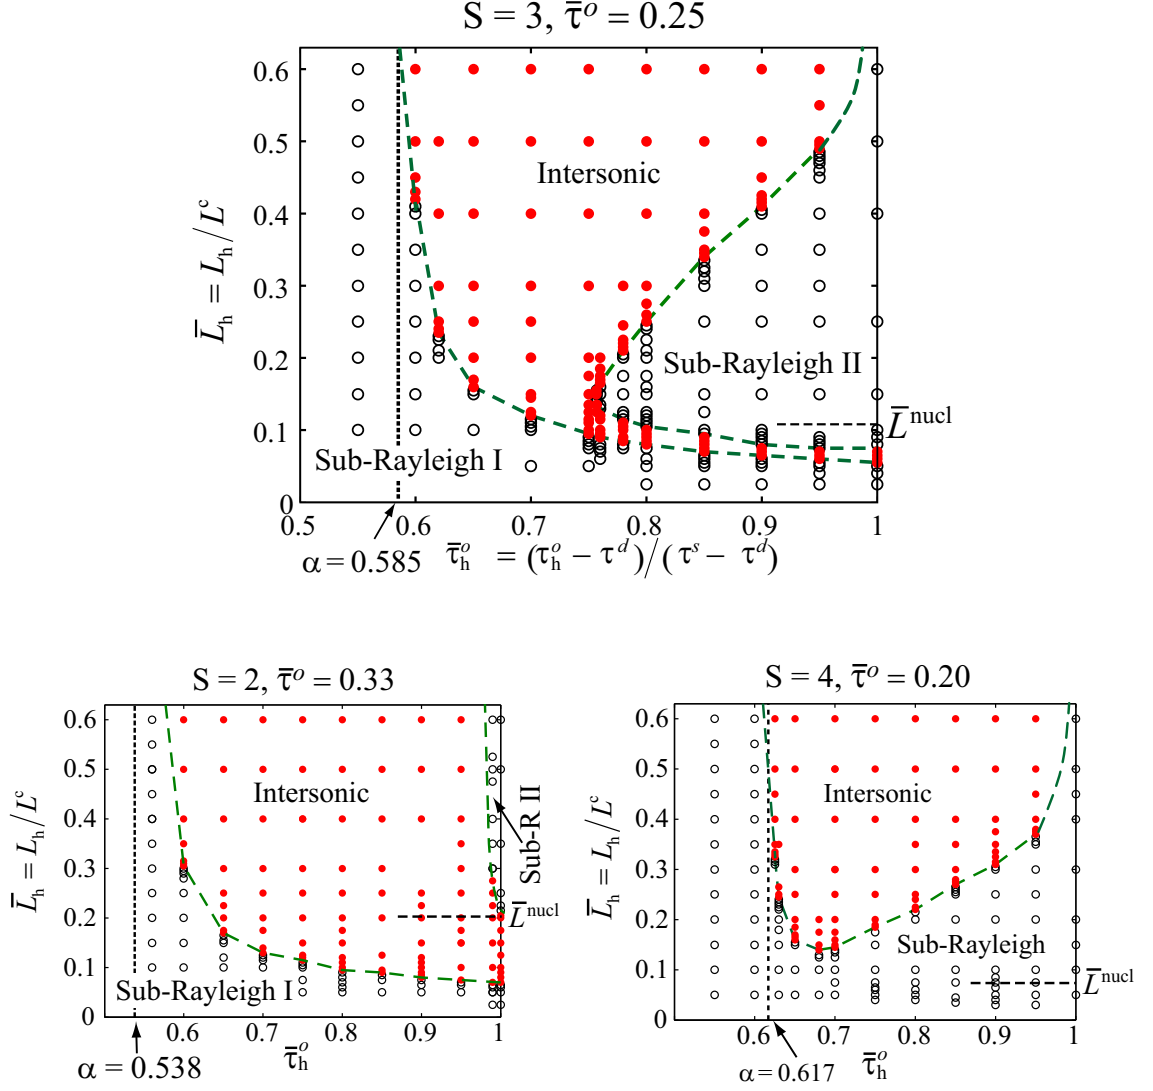 S = 3, τ̄ᵒ = 0.25
0.6
0.5
0.4
0.3
0.2
0.1
0
L̄h = Lh / Lᶜ
Intersonic
Sub-Rayleigh II
L̄ⁿᵘᶜˡ
Sub-Rayleigh I
0.5 0.6 0.7 0.8 0.9 1
α = 0.585
τ̄hᵒ = (τhᵒ − τᵈ)/(τˢ − τᵈ)
S = 2, τ̄ᵒ = 0.33
0.6
0.5
0.4
0.3
0.2
0.1
0
L̄h = Lh / Lᶜ
Intersonic
Sub-R II
L̄ⁿᵘᶜˡ
Sub-Rayleigh I
0.6 0.7 0.8 0.9 1
τ̄hᵒ
α = 0.538
S = 4, τ̄ᵒ = 0.20
0.6
0.5
0.4
0.3
0.2
0.1
0
L̄h = Lh / Lᶜ
Intersonic
Sub-Rayleigh
L̄ⁿᵘᶜˡ
0.6 0.7 0.8 0.9 1
τ̄hᵒ
α = 0.617